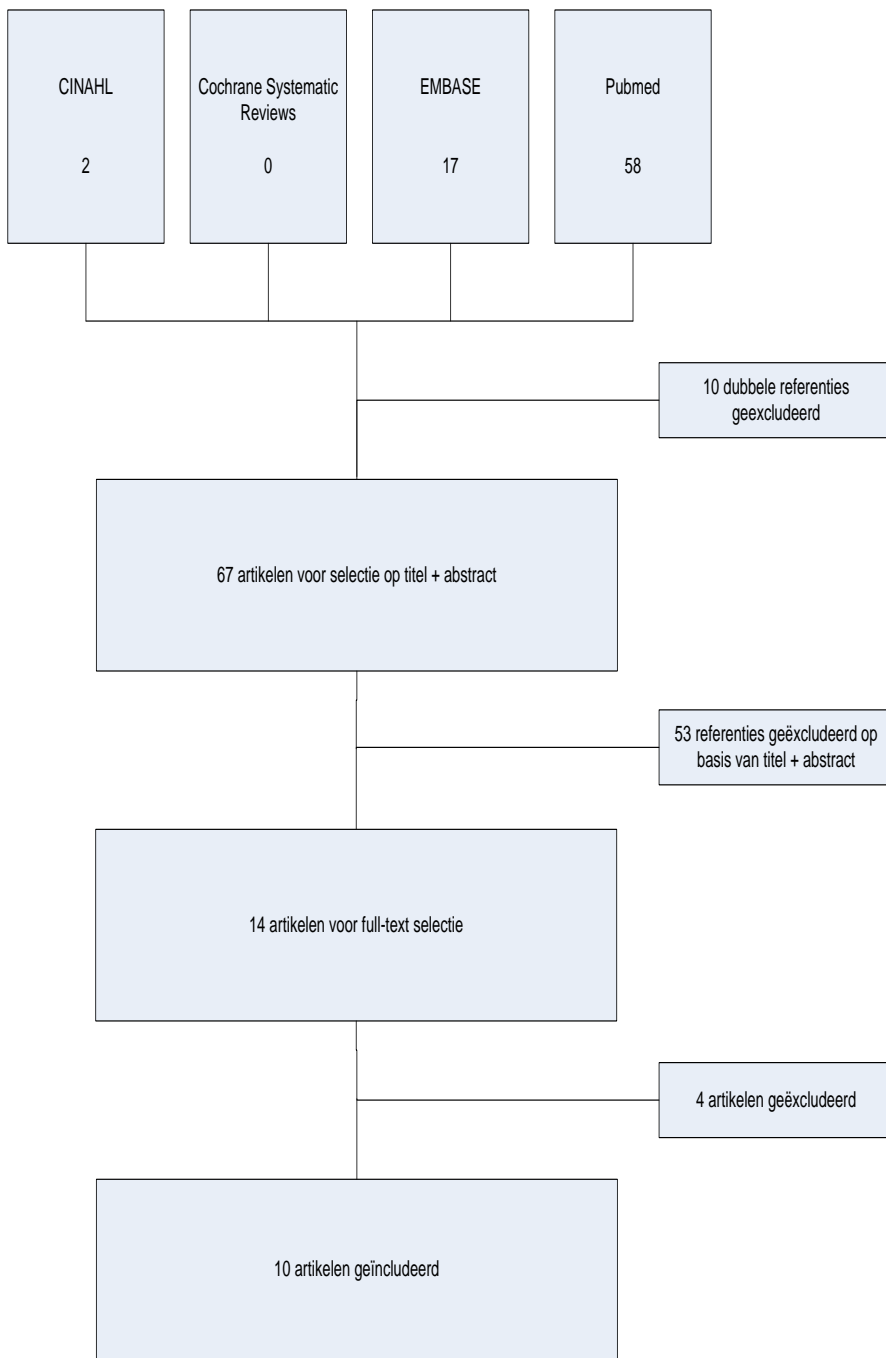 CINAHL
2
Cochrane Systematic
Reviews
0
EMBASE
17
Pubmed
58
10 dubbele referenties
geexcludeerd
67 artikelen voor selectie op titel + abstract
53 referenties geëxcludeerd op
basis van titel + abstract
14 artikelen voor full-text selectie
4 artikelen geëxcludeerd
10 artikelen geïncludeerd